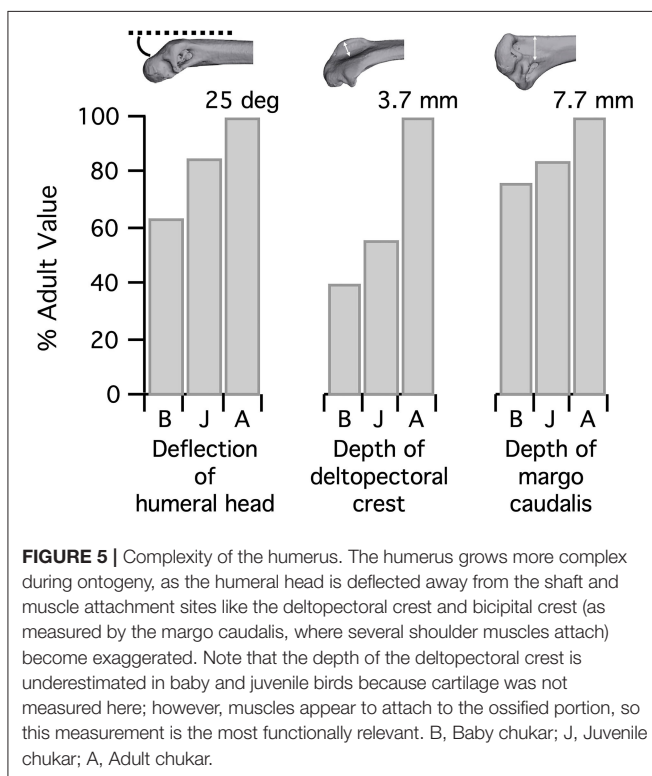 25 deg
3.7 mm
7.7 mm
% Adult Value
100
80
60
40
20
0
B J A
B J A
B J A
Deflection
of
humeral head
Depth of
deltopectoral
crest
Depth of
margo
caudalis
FIGURE 5 | Complexity of the humerus. The humerus grows more complex
during ontogeny, as the humeral head is deflected away from the shaft and
muscle attachment sites like the deltopectoral crest and bicipital crest (as
measured by the margo caudalis, where several shoulder muscles attach)
become exaggerated. Note that the depth of the deltopectoral crest is
underestimated in baby and juvenile birds because cartilage was not
measured here; however, muscles appear to attach to the ossified portion, so
this measurement is the most functionally relevant. B, Baby chukar; J, Juvenile
chukar; A, Adult chukar.